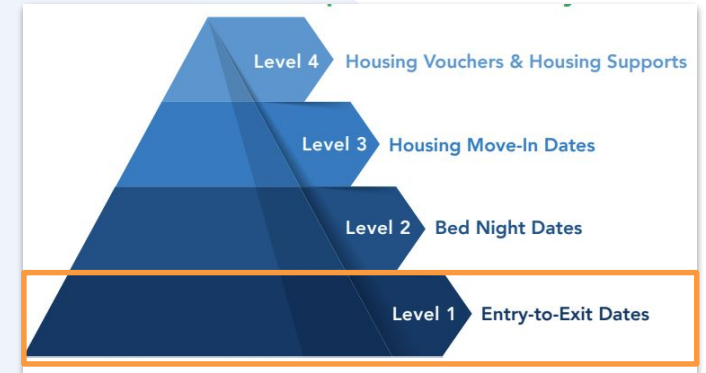 Level 4 Housing Vouchers & Housing Supports
Level 3 Housing Move-In Dates
Level 2 Bed Night Dates
Level 1 Entry-to-Exit Dates